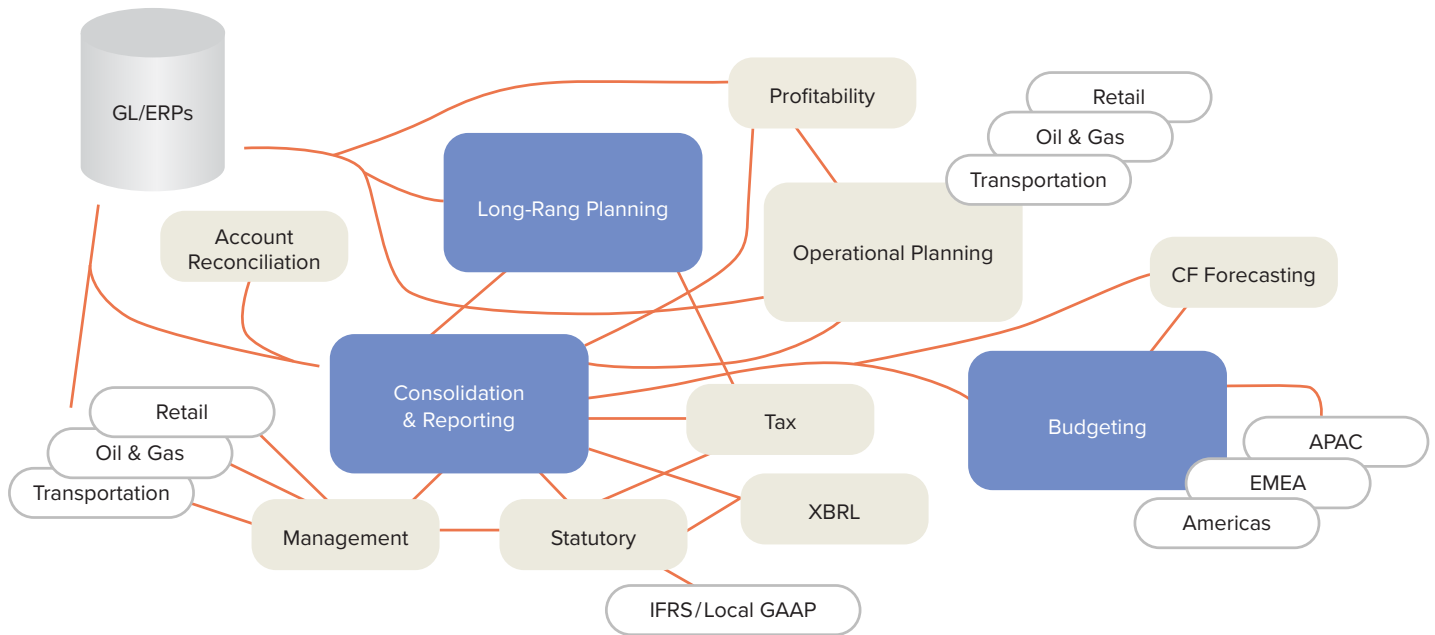 GL/ERPs
Profitability
Retail
Oil & Gas
Transportation
Long-Rang Planning
Account
Reconciliation
Operational Planning
CF Forecasting
Consolidation
& Reporting
Retail
Oil & Gas
Transportation
Tax
Budgeting
APAC
EMEA
Americas
XBRL
Management
Statutory
IFRS/Local GAAP